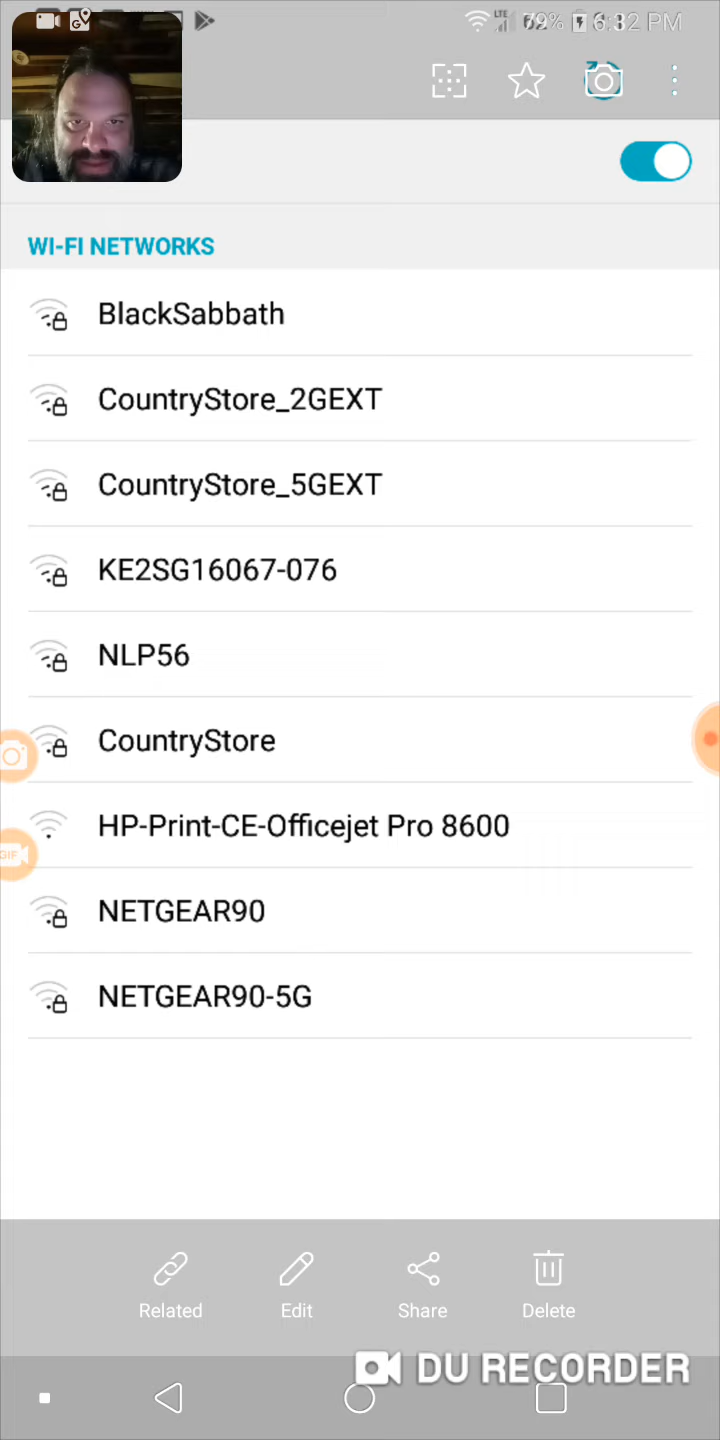 WI-FI NETWORKS
BlackSabbath
CountryStore_2GEXT
CountryStore_5GEXT
KE2SG16067-076
NLP56
CountryStore
HP-Print-CE-Officejet Pro 8600
NETGEAR90
NETGEAR90-5G
GIF
Related Edit Share Delete
DU RECORDER